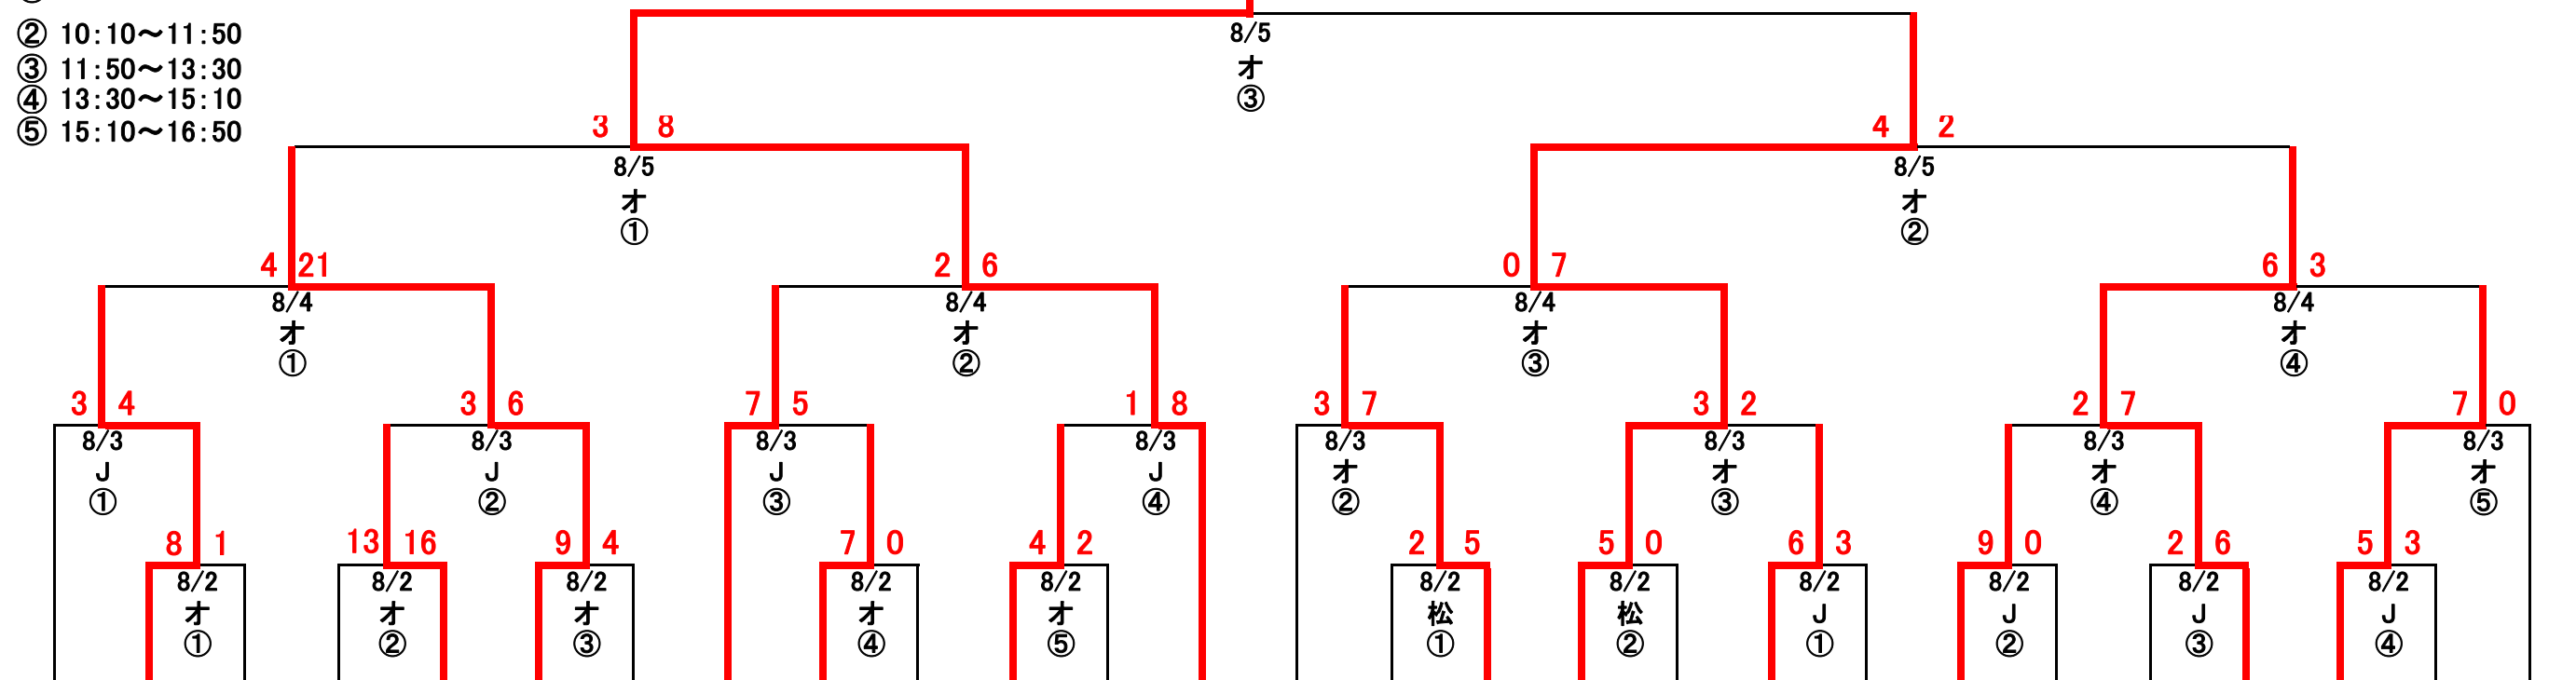 ② 10:10～11:50
③ 11:50～13:30
④ 13:30～15:10
⑤ 15:10～16:50
8/5
オ
③
3 8 4 2
8/5 8/5
オ オ
① ②
4 21 2 6 0 7 6 3
8/4 8/4 8/4 8/4
オ オ オ オ
① ② ③ ④
3 4 3 6 7 5 1 8 3 7 3 2 2 7 7 0
8/3 8/3 8/3 8/3 8/3 8/3 8/3 8/3
J J J J オ オ オ オ
① ② ③ ④ ② ③ ④ ⑤
8 1 13 16 9 4 7 0 4 2 2 5 5 0 6 3 9 0 2 6 5 3
8/2 8/2 8/2 8/2 8/2 8/2 8/2 8/2 8/2 8/2 8/2
オ オ オ オ オ 松 松 J J J J
① ② ③ ④ ⑤ ① ② ① ② ③ ④